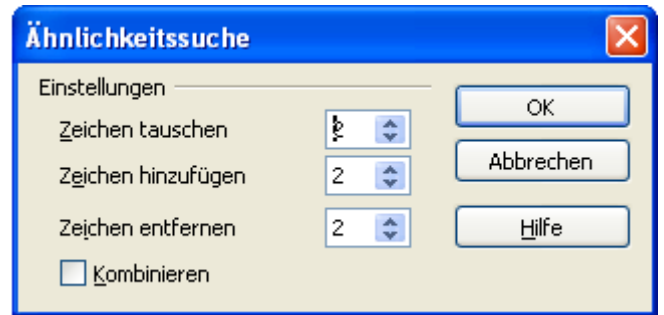 Ähnlichkeitssuche
Einstellungen
OK
Zeichen tauschen 2
Abbrechen
Zeichen hinzufügen 2
Zeichen entfernen 2
Hilfe
Kombinieren